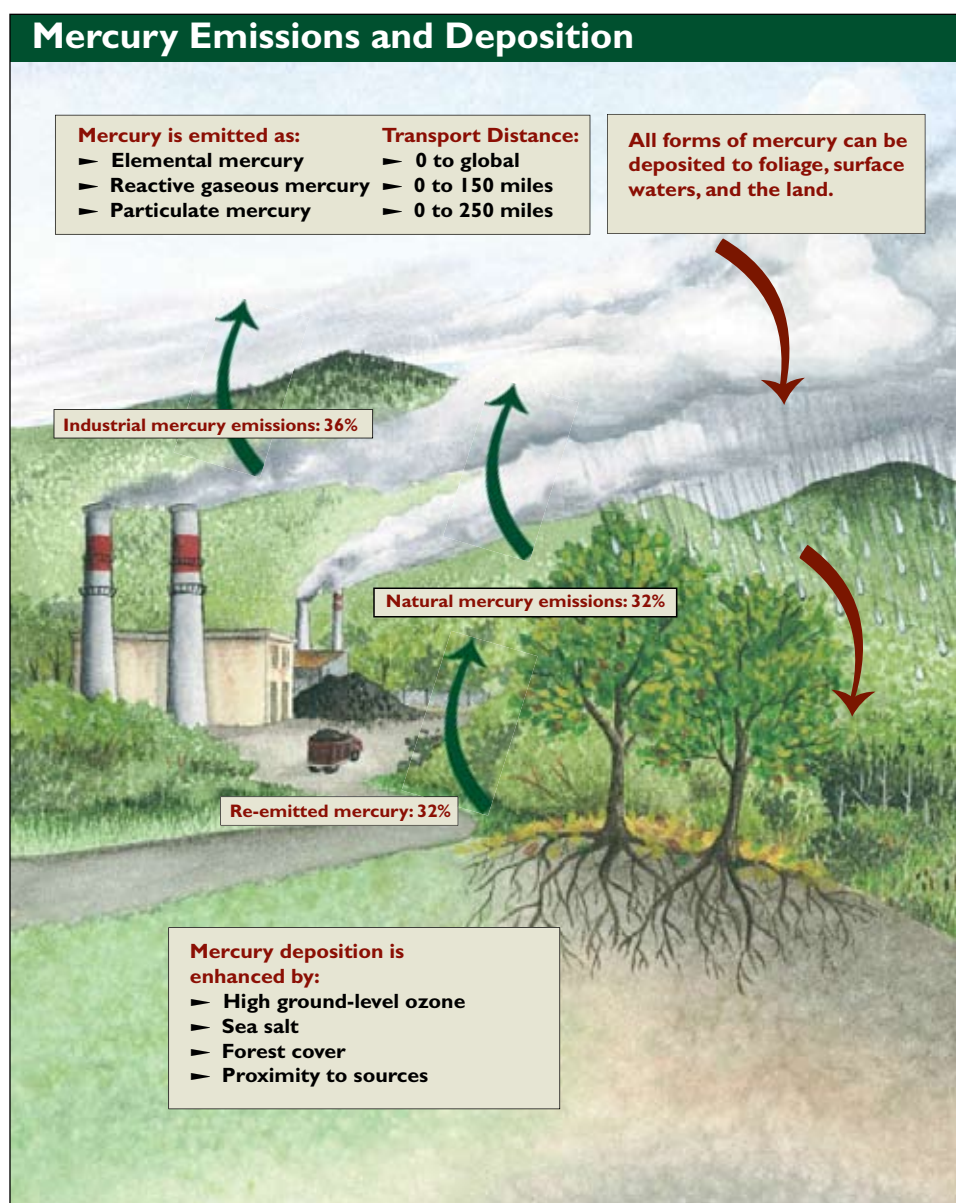 Mercury Emissions and Deposition
Mercury is emitted as:
► Elemental mercury
► Reactive gaseous mercury
► Particulate mercury
Transport Distance:
► 0 to global
► 0 to 150 miles
► 0 to 250 miles
All forms of mercury can be
deposited to foliage, surface
waters, and the land.
Industrial mercury emissions: 36%
Natural mercury emissions: 32%
Re-emitted mercury: 32%
Mercury deposition is
enhanced by:
► High ground-level ozone
► Sea salt
► Forest cover
► Proximity to sources